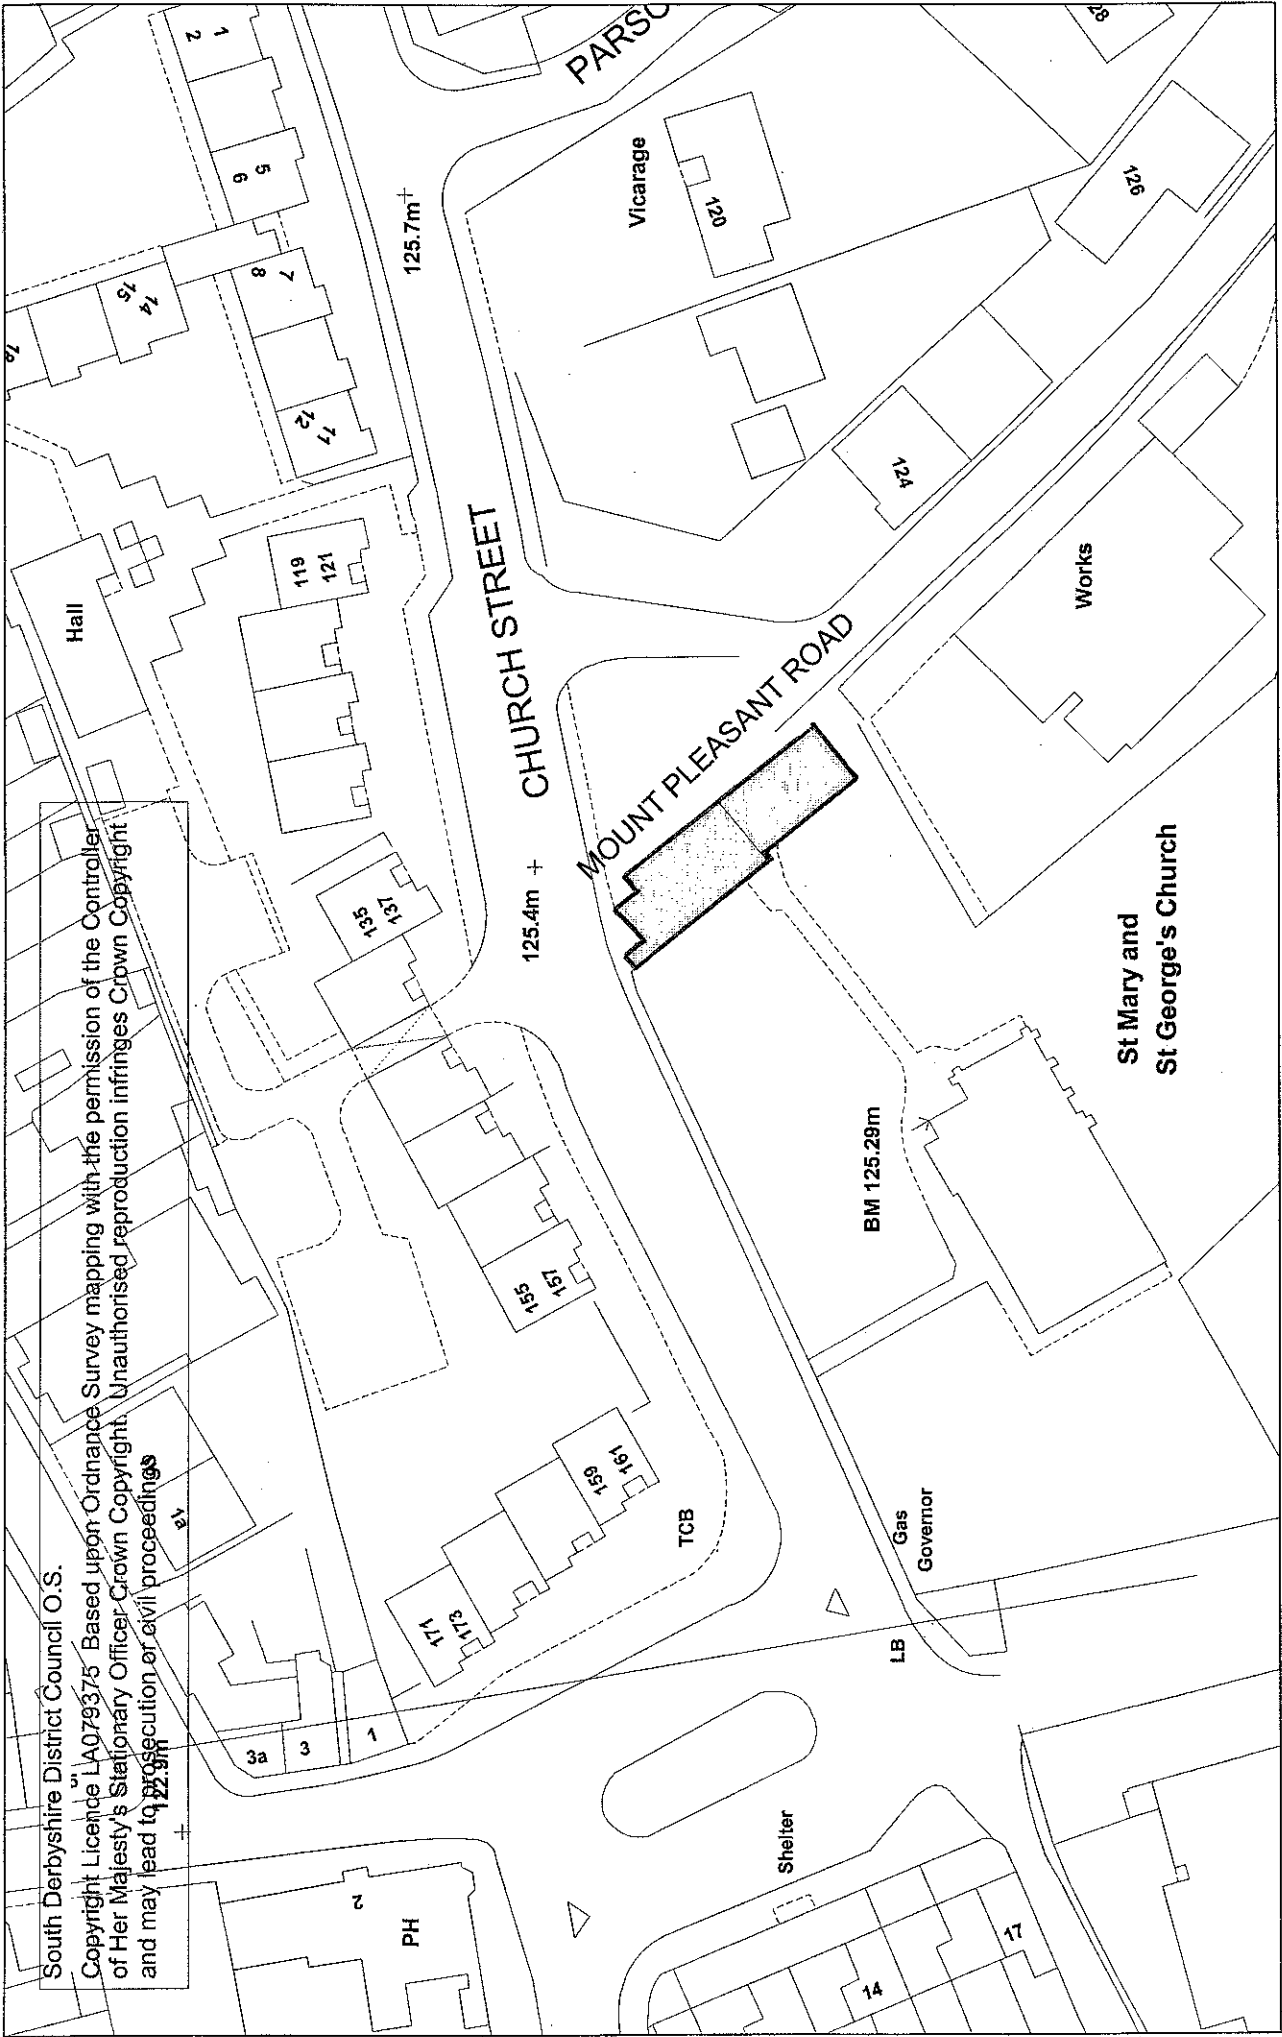 South Derbyshire District Council O.S.
Copyright Licence LA079375 Based upon Ordnance Survey mapping with the permission of the Controller
of Her Majesty's Stationary Officer Crown Copyright. Unauthorised reproduction infringes Crown Copyright
and may lead to prosecution or civil proceedings
122.9m
Hall
1
2
5
6
7
8
11
12
14
15
119
121
135
137
155
157
159
161
171
173
3a
3
1
2
PH
125.7m
CHURCH STREET
125.4m
PARSO
Vicarage
120
28
126
124
MOUNT PLEASANT ROAD
Works
St Mary and
St George's Church
BM 125.29m
TCB
Gas
Governor
LB
Shelter
14
17